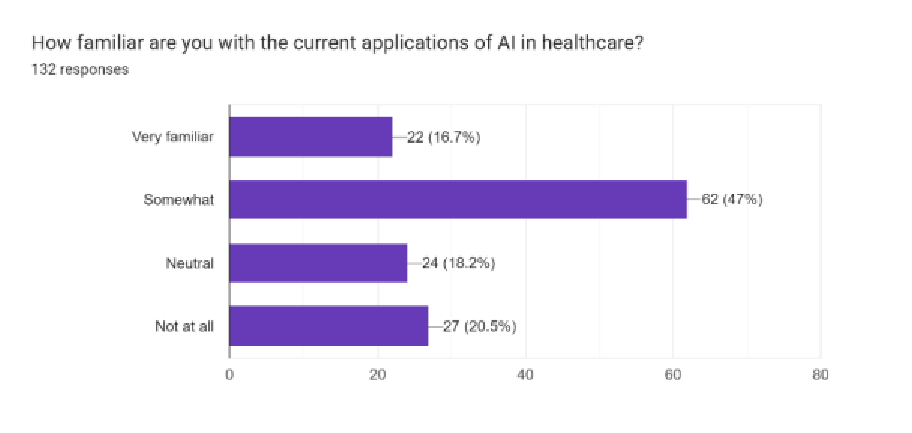 How familiar are you with the current applications of AI in healthcare?
132 responses
Very familiar 22 (16.7%)
Somewhat 62 (47%)
Neutral 24 (18.2%)
Not at all 27 (20.5%)
0 20 40 60 80